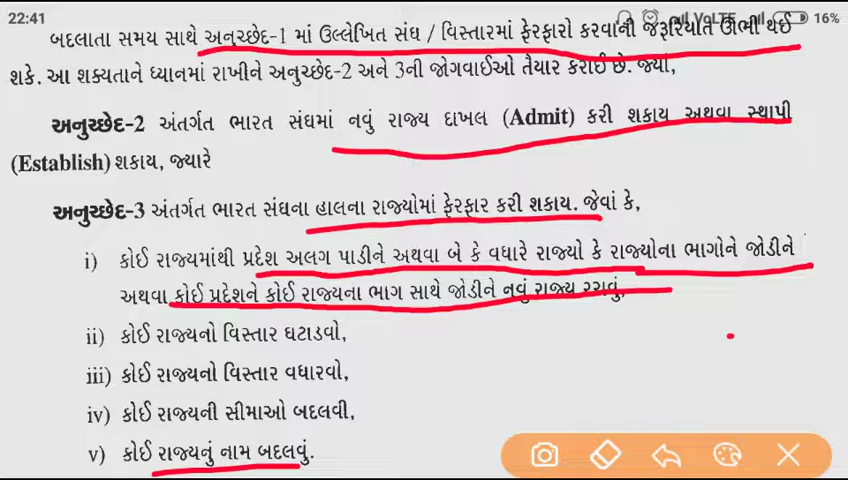 22:41 VoLTE 16%
બદલાતા સમય સાથે અનુચ્છેદ-1 માં ઉલ્લેખિત સંઘ / વિસ્તારમાં ફેરફારો કરવાની જરૂરિયાત ઊભી થઈ
શકે. આ શક્યતાને ધ્યાનમાં રાખીને અનુચ્છેદ-2 અને 3ની જોગવાઈઓ તૈયાર કરાઈ છે. જ્યાં,
અનુચ્છેદ-2 અંતર્ગત ભારત સંઘમાં નવું રાજ્ય દાખલ (Admit) કરી શકાય અથવા સ્થાપી
(Establish) શકાય, જ્યારે
અનુચ્છેદ-3 અંતર્ગત ભારત સંઘના હાલના રાજ્યોમાં ફેરફાર કરી શકાય. જેવાં કે,
i) કોઈ રાજ્યમાંથી પ્રદેશ અલગ પાડીને અથવા બે કે વધારે રાજ્યો કે રાજ્યોના ભાગોને જોડીને
અથવા કોઈ પ્રદેશને કોઈ રાજ્યના ભાગ સાથે જોડીને નવું રાજ્ય રચવું,
ii) કોઈ રાજ્યનો વિસ્તાર ઘટાડવો,
iii) કોઈ રાજ્યનો વિસ્તાર વધારવો,
iv) કોઈ રાજ્યની સીમાઓ બદલવી,
v) કોઈ રાજ્યનું નામ બદલવું.